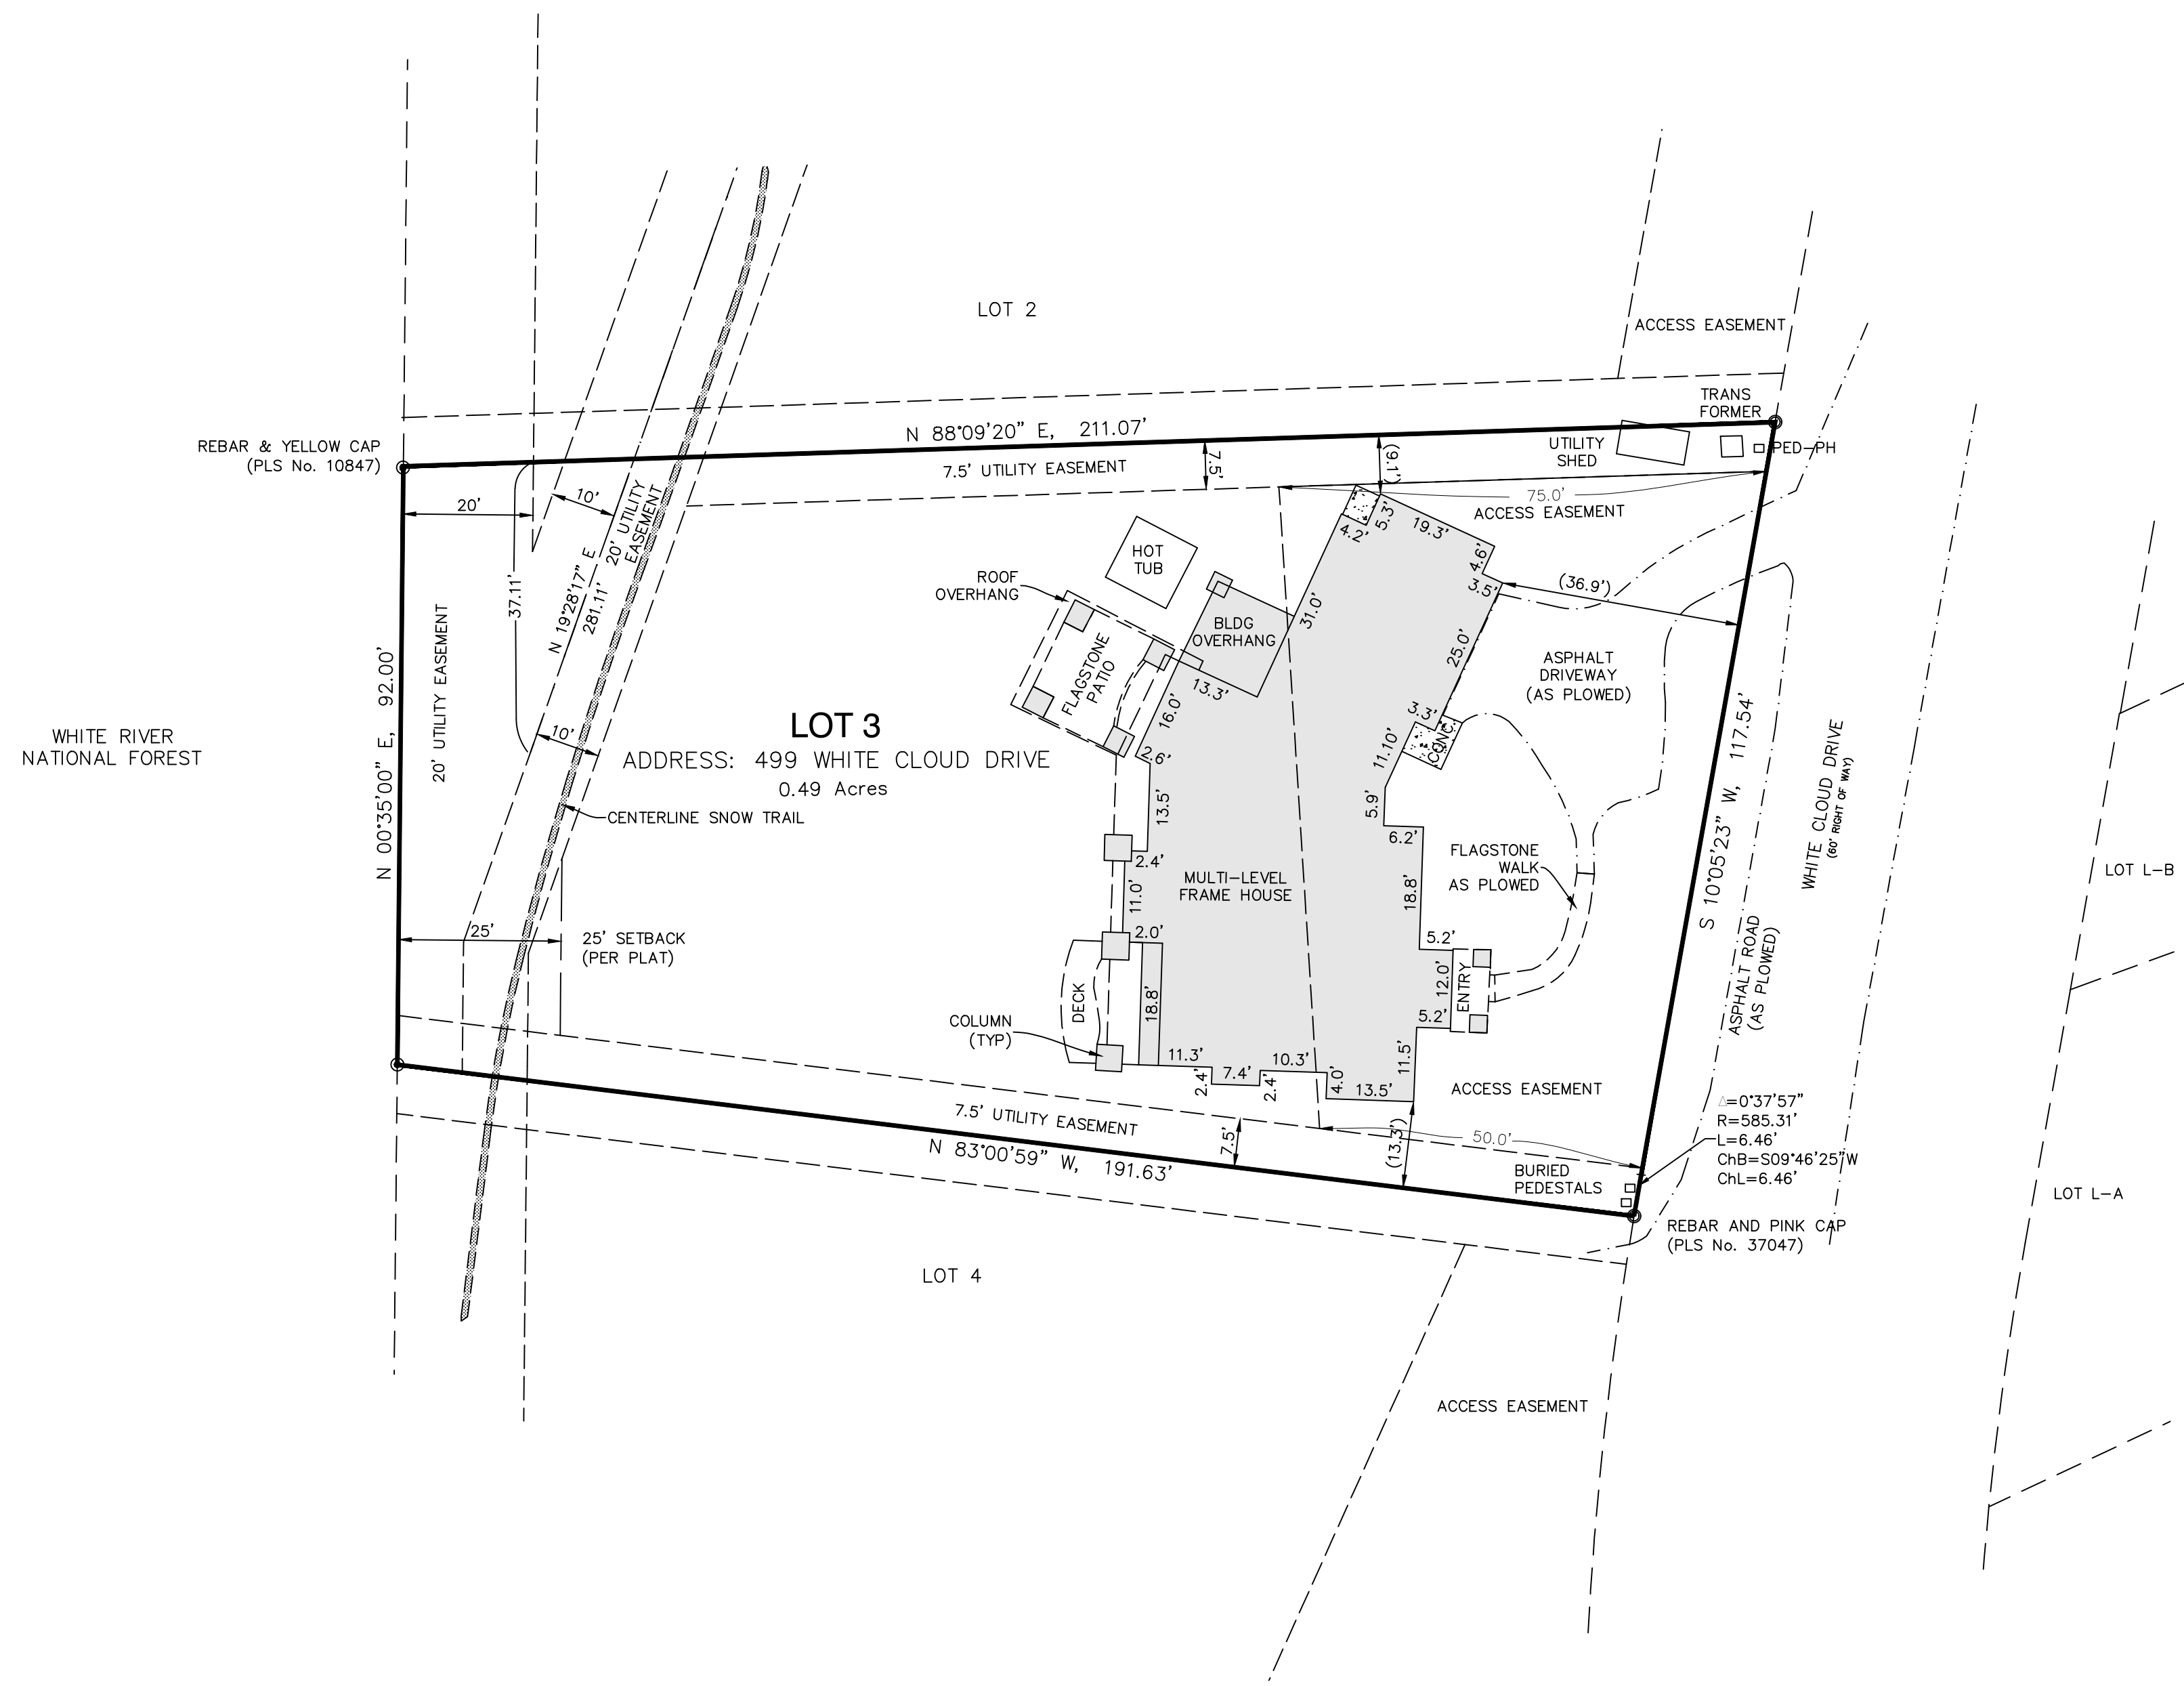 LOT 2
ACCESS EASEMENT
TRANS
FORMER
REBAR & YELLOW CAP
(PLS No. 10847)
N 88°09'20" E, 211.07'
7.5' UTILITY EASEMENT
7.5'
(9.1')
UTILITY
SHED
PED-PH
75.0'
ACCESS EASEMENT
20'
10'
20' UTILITY
EASEMENT
N 19°28'17" E
281.11'
37.11'
20' UTILITY EASEMENT
N 00°35'00" E, 92.00'
10'
WHITE RIVER
NATIONAL FOREST
LOT 3
ADDRESS: 499 WHITE CLOUD DRIVE
0.49 Acres
CENTERLINE SNOW TRAIL
25'
25' SETBACK
(PER PLAT)
HOT
TUB
ROOF
OVERHANG
FLAGSTONE
PATIO
BLDG
OVERHANG
4.2'
5.3'
19.3'
4.6'
3.5'
(36.9')
31.0'
25.0'
13.3'
16.0'
2.6'
3.3'
CONC.
11.10'
5.9'
6.2'
13.5'
2.4'
11.0'
2.0'
ASPHALT
DRIVEWAY
(AS PLOWED)
FLAGSTONE
WALK
AS PLOWED
MULTI-LEVEL
FRAME HOUSE
18.8'
5.2'
12.0'
ENTRY
5.2'
11.5'
DECK
18.8'
COLUMN
(TYP)
11.3'
2.4'
7.4'
2.4'
10.3'
4.0'
13.5'
(13.3')
ACCESS EASEMENT
50.0'
7.5' UTILITY EASEMENT
7.5'
N 83°00'59" W, 191.63'
BURIED
PEDESTALS
S 10°05'23" W, 117.54'
WHITE CLOUD DRIVE
(60' RIGHT OF WAY)
ASPHALT ROAD
(AS PLOWED)
Δ=0°37'57"
R=585.31'
L=6.46'
ChB=S09°46'25"W
ChL=6.46'
REBAR AND PINK CAP
(PLS No. 37047)
LOT L-B
LOT L-A
LOT 4
ACCESS EASEMENT